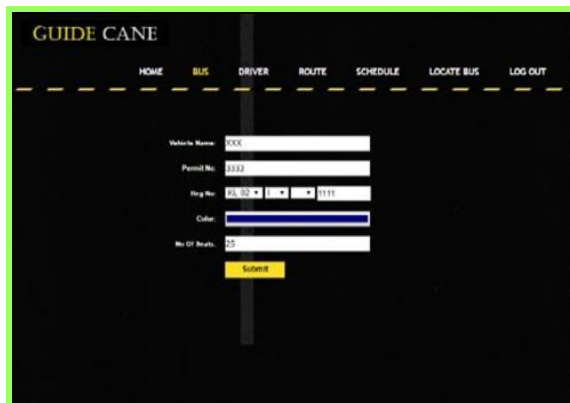 GUIDE CANE
HOME BUS DRIVER ROUTE SCHEDULE LOCATE BUS LOG OUT
Vehicle Name: XXX
Permit No: 3333
Reg No: KL 02 I 1111
Color:
No Of Seats: 25
Submit